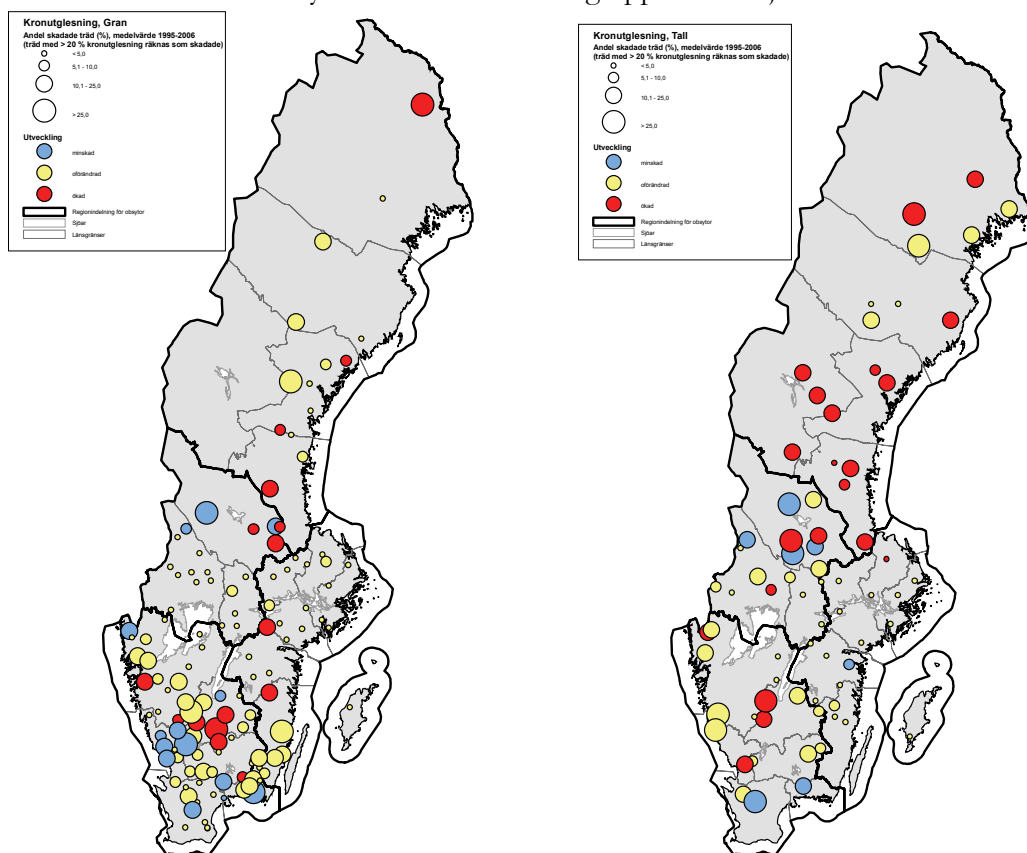 Kronutglesning, Gran
Andel skadade träd (%), medelvärde 1995-2006
(träd med > 20 % kronutglesning räknas som skadade)
< 5,0
5,1 - 10,0
10,1 - 25,0
> 25,0
Utveckling
minskad
oförändrad
ökad
Regionindelning för obsytor
Sjöar
Länsgränser
Kronutglesning, Tall
Andel skadade träd (%), medelvärde 1995-2006
(träd med > 20 % kronutglesning räknas som skadade)
< 5,0
5,1 - 10,0
10,1 - 25,0
> 25,0
Utveckling
minskad
oförändrad
ökad
Regionindelning för obsytor
Sjöar
Länsgränser